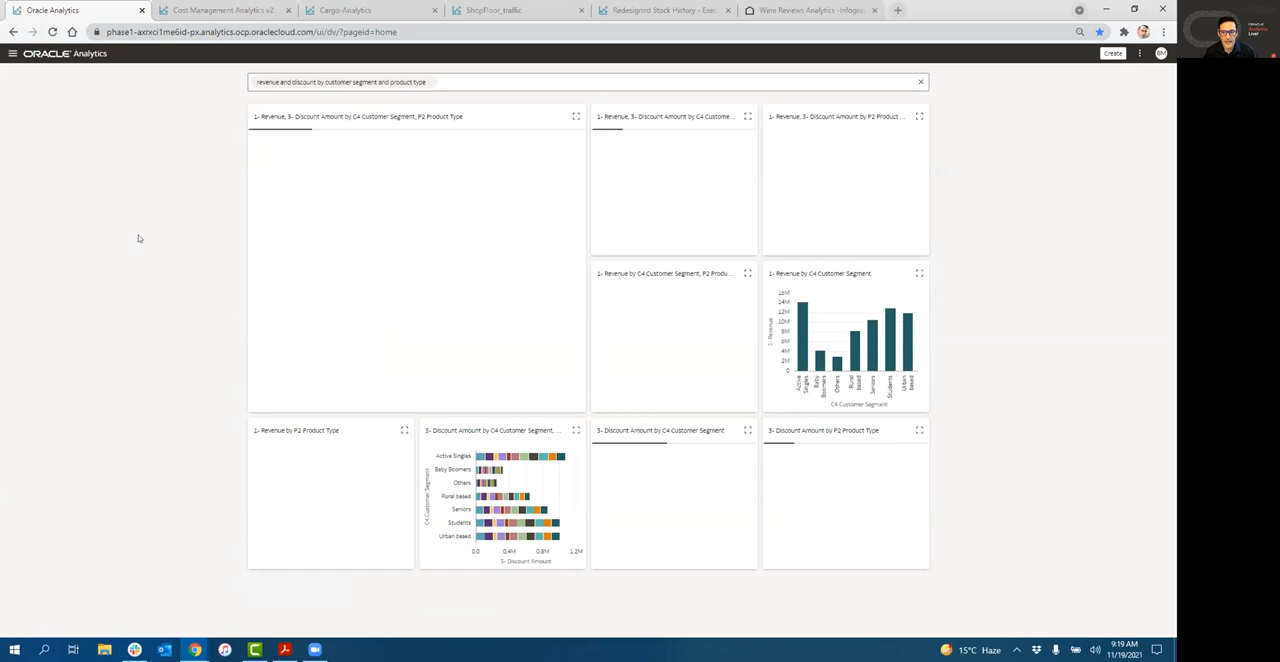 Oracle Analytics
Cost Management Analytics v2
Cargo-Analytics
ShopFloor_traffic
Redesigned Stock History - Exec
Wine Reviews Analytics -Infogra
phase1-axrxci1me6id-px.analytics.ocp.oraclecloud.com/ui/dv/?pageid=home
ORACLE Analytics
Create
BM
revenue and discount by customer segment and product type
1- Revenue, 3- Discount Amount by C4 Customer Segment, P2 Product Type
1- Revenue, 3- Discount Amount by C4 Custome...
1- Revenue, 3- Discount Amount by P2 Product ...
1- Revenue by C4 Customer Segment, P2 Produ...
1- Revenue by C4 Customer Segment
16M
14M
12M
10M
8M
6M
4M
2M
0
1- Revenue
Active Singles
Baby Boomers
Others
Rural based
Seniors
Students
Urban based
C4 Customer Segment
1- Revenue by P2 Product Type
3- Discount Amount by C4 Customer Segment, ...
C4 Customer Segment
Active Singles
Baby Boomers
Others
Rural based
Seniors
Students
Urban based
0.0
0.4M
0.8M
1.2M
3- Discount Amount
3- Discount Amount by C4 Customer Segment
3- Discount Amount by P2 Product Type
Oracle Analytics
Live!
15°C Haze
9:19 AM
11/19/2021